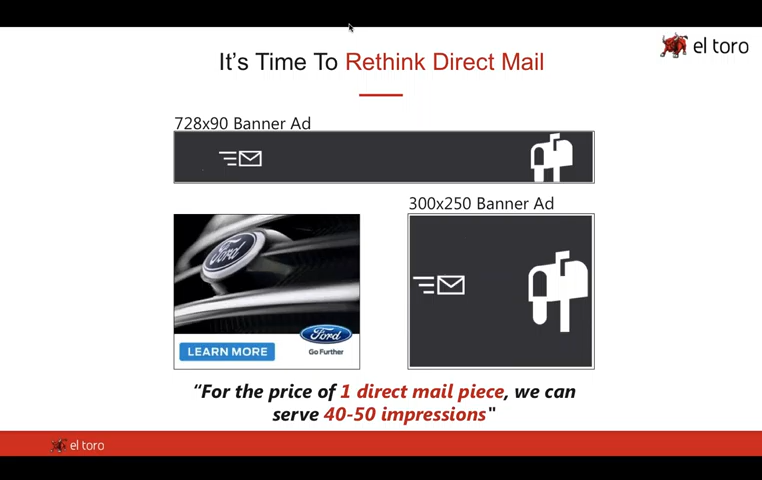 It's Time To Rethink Direct Mail
el toro
728x90 Banner Ad
300x250 Banner Ad
Ford
Ford
Go Further
LEARN MORE
“For the price of 1 direct mail piece, we can
serve 40-50 impressions"
el toro